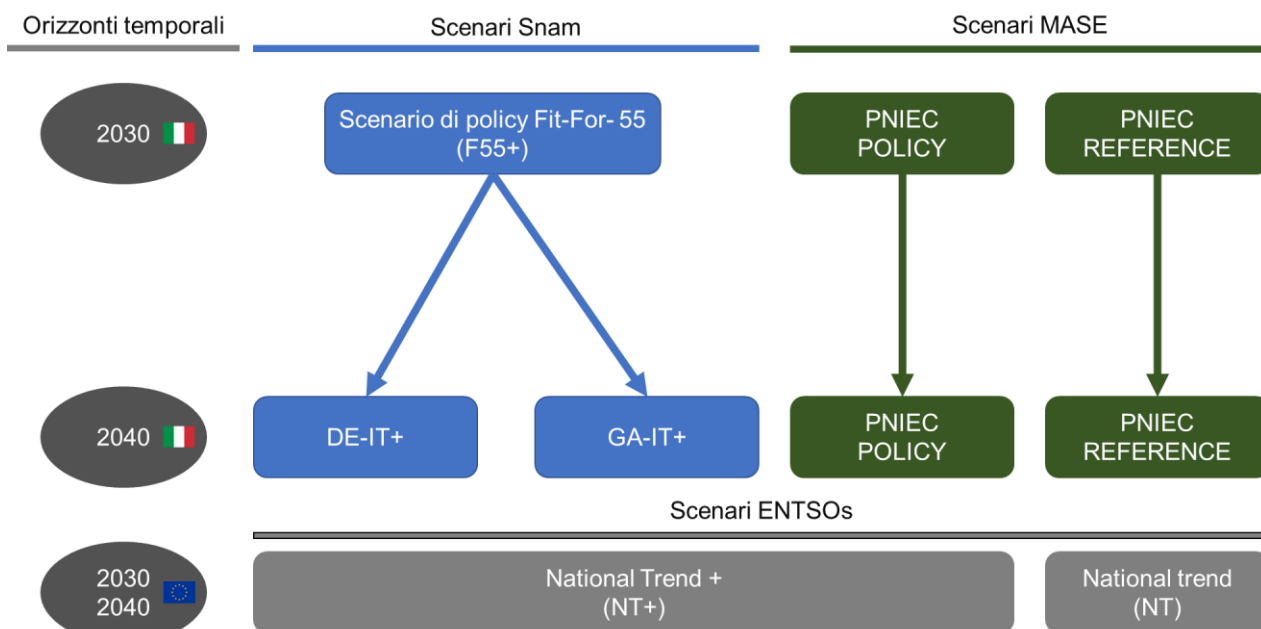 Orizzonti temporali
Scenari Snam
Scenari MASE
2030
Scenario di policy Fit-For- 55
(F55+)
PNIEC
POLICY
PNIEC
REFERENCE
2040
DE-IT+
GA-IT+
PNIEC
POLICY
PNIEC
REFERENCE
Scenari ENTSOs
2030
2040
National Trend +
(NT+)
National trend
(NT)